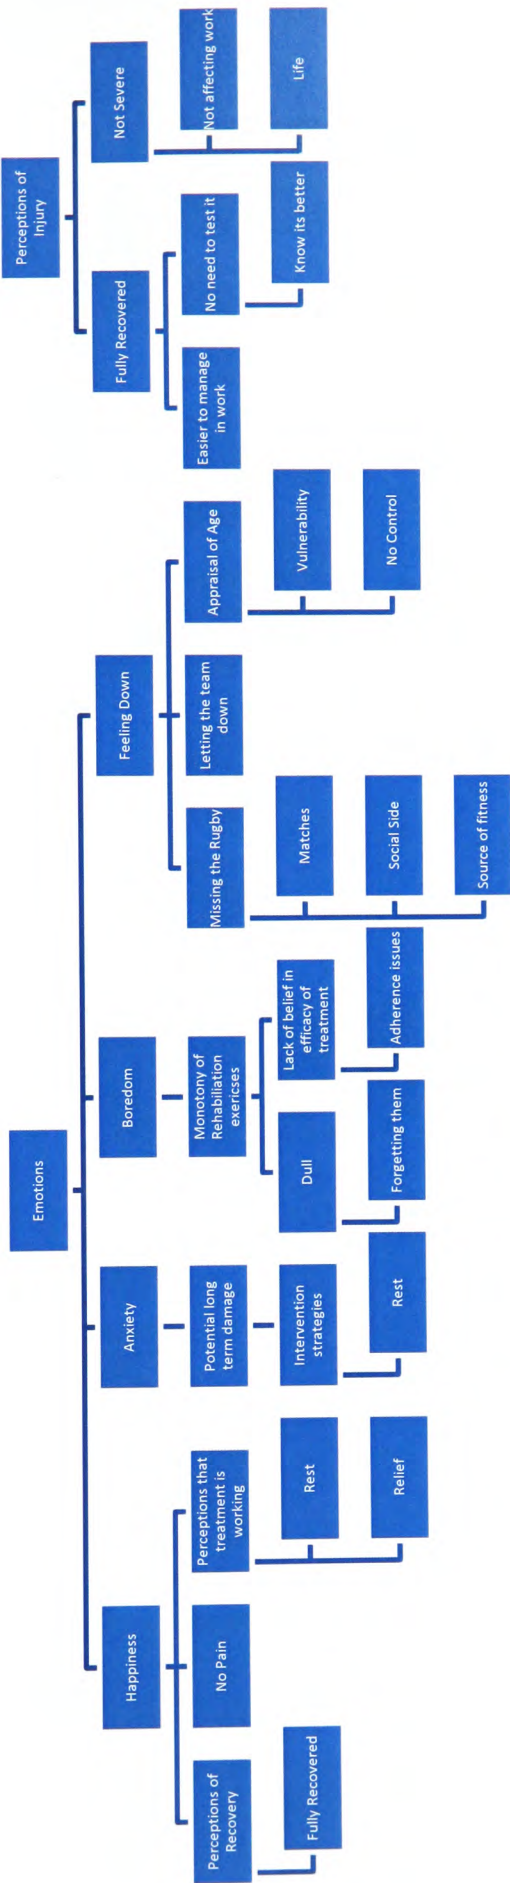 Emotions
Happiness
Perceptions of
Recovery
Fully Recovered
No Pain
Perceptions that
treatment is
working
Rest
Relief
Anxiety
Potential long
term damage
Intervention
strategies
Rest
Boredom
Monotony of
Rehabiliation
exericses
Dull
Forgetting them
Lack of belief in
efficacy of
treatment
Adherence issues
Feeling Down
Missing the Rugby
Matches
Social Side
Source of fitness
Letting the team
down
Appraisal of Age
Vulnerability
No Control
Perceptions of
Injury
Fully Recovered
Easier to manage
in work
No need to test it
Know its better
Not Severe
Not affecting work
Life